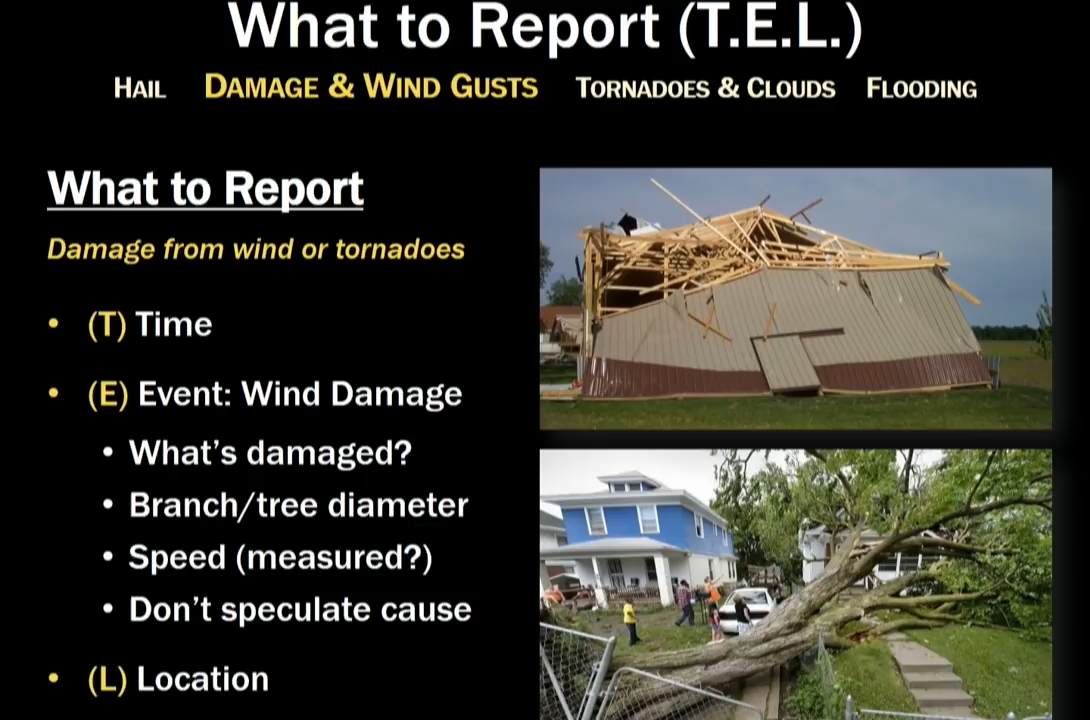 What to Report (T.E.L.)
HAIL DAMAGE & WIND GUSTS TORNADOES & CLOUDS FLOODING
What to Report
Damage from wind or tornadoes
• (T) Time
• (E) Event: Wind Damage
• What's damaged?
• Branch/tree diameter
• Speed (measured?)
• Don't speculate cause
• (L) Location